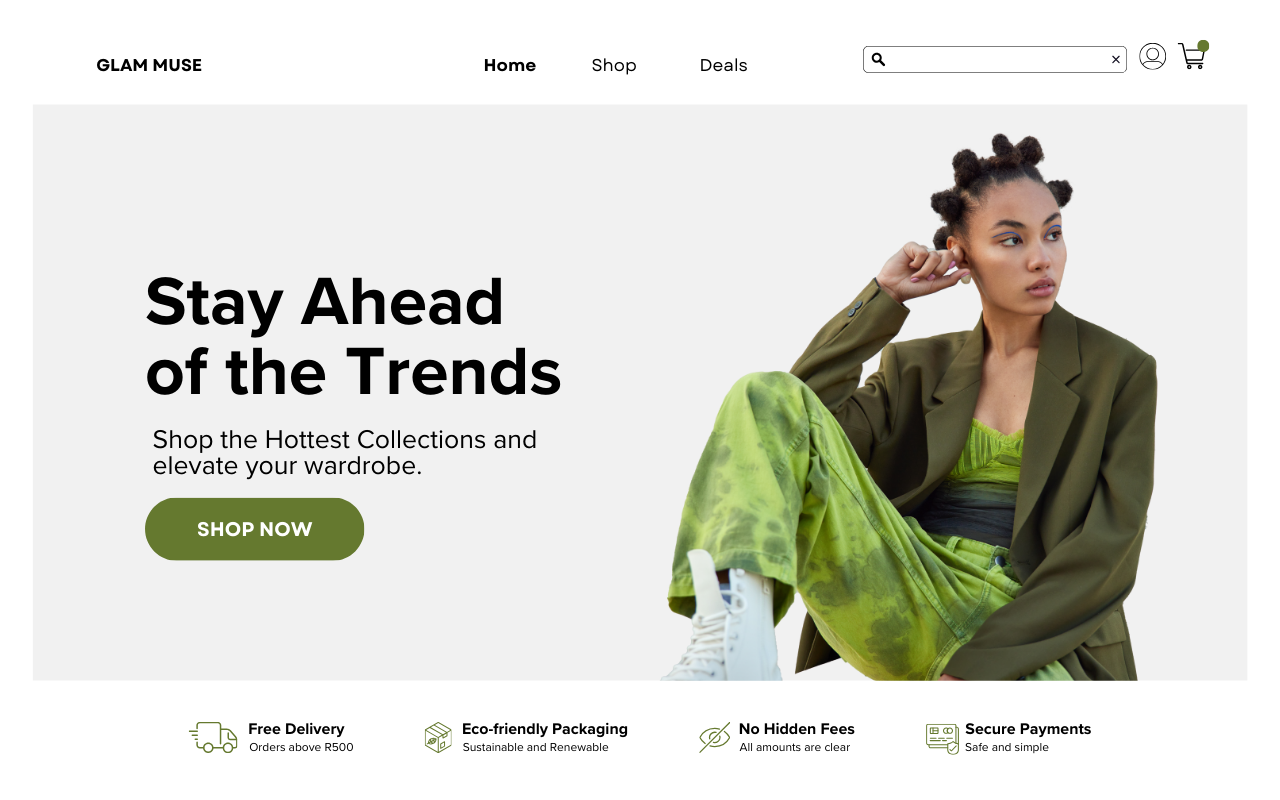 GLAM MUSE
Home
Shop
Deals
Stay Ahead
of the Trends
Shop the Hottest Collections and
elevate your wardrobe.
SHOP NOW
Free Delivery
Orders above R500
Eco-friendly Packaging
Sustainable and Renewable
No Hidden Fees
All amounts are clear
Secure Payments
Safe and simple